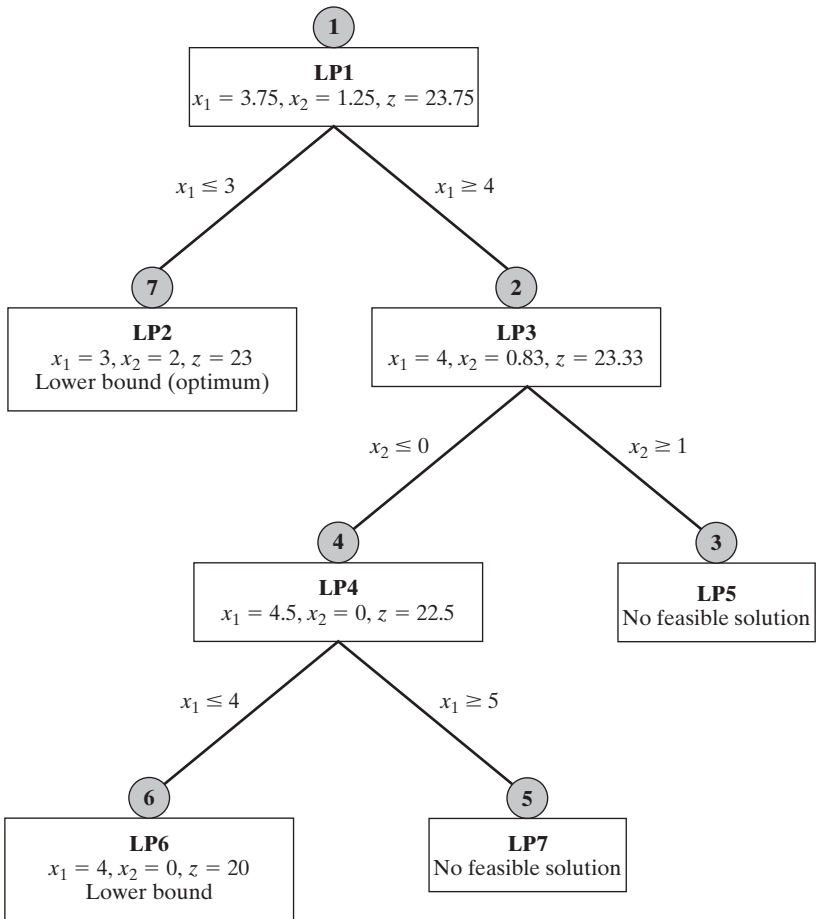 1
LP1
x₁ = 3.75, x₂ = 1.25, z = 23.75
x₁ ≤ 3
x₁ ≥ 4
7
LP2
x₁ = 3, x₂ = 2, z = 23
Lower bound (optimum)
2
LP3
x₁ = 4, x₂ = 0.83, z = 23.33
x₂ ≤ 0
x₂ ≥ 1
4
LP4
x₁ = 4.5, x₂ = 0, z = 22.5
3
LP5
No feasible solution
x₁ ≤ 4
x₁ ≥ 5
6
LP6
x₁ = 4, x₂ = 0, z = 20
Lower bound
5
LP7
No feasible solution